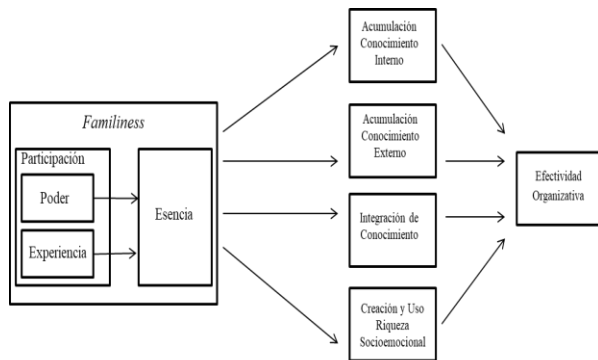 Familiness
Participación
Poder
Experiencia
Esencia
Acumulación
Conocimiento
Interno
Acumulación
Conocimiento
Externo
Integración de
Conocimiento
Creación y Uso
Riqueza
Socioemocional
Efectividad
Organizativa